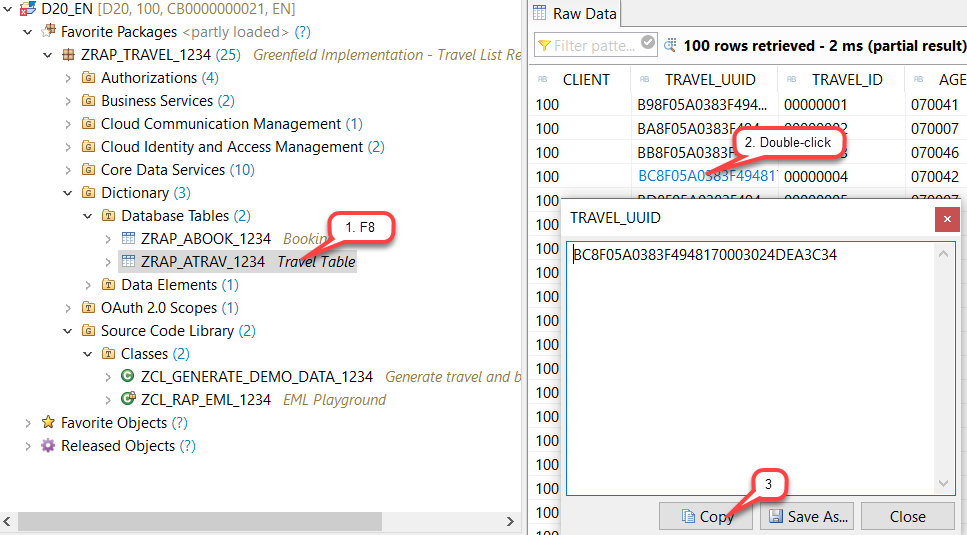 D20_EN [D20, 100, CB0000000021, EN]
Favorite Packages <partly loaded> (?)
ZRAP_TRAVEL_1234 (25) Greenfield Implementation - Travel List Re
Authorizations (4)
Business Services (2)
Cloud Communication Management (1)
Cloud Identity and Access Management (2)
Core Data Services (10)
Dictionary (3)
Database Tables (2)
ZRAP_ABOOK_1234 Bookin
1. F8
ZRAP_ATRAV_1234 Travel Table
Data Elements (1)
OAuth 2.0 Scopes (1)
Source Code Library (2)
Classes (2)
ZCL_GENERATE_DEMO_DATA_1234 Generate travel and b
ZCL_RAP_EML_1234 EML Playground
Favorite Objects (?)
Released Objects (?)
Raw Data
Filter patte... 100 rows retrieved - 2 ms (partial result)
CLIENT TRAVEL_UUID TRAVEL_ID AGE
100 B98F05A0383F494... 00000001 070041
100 BA8F05A0383F494 070007
100 BB8F05A0383F 070046
2. Double-click
100 BC8F05A0383F49481 00000004 070042
100
TRAVEL_UUID
100
BC8F05A0383F4948170003024DEA3C34
100
100
100
100
100
100
100
100
100
100
100
100
3
Copy Save As... Close